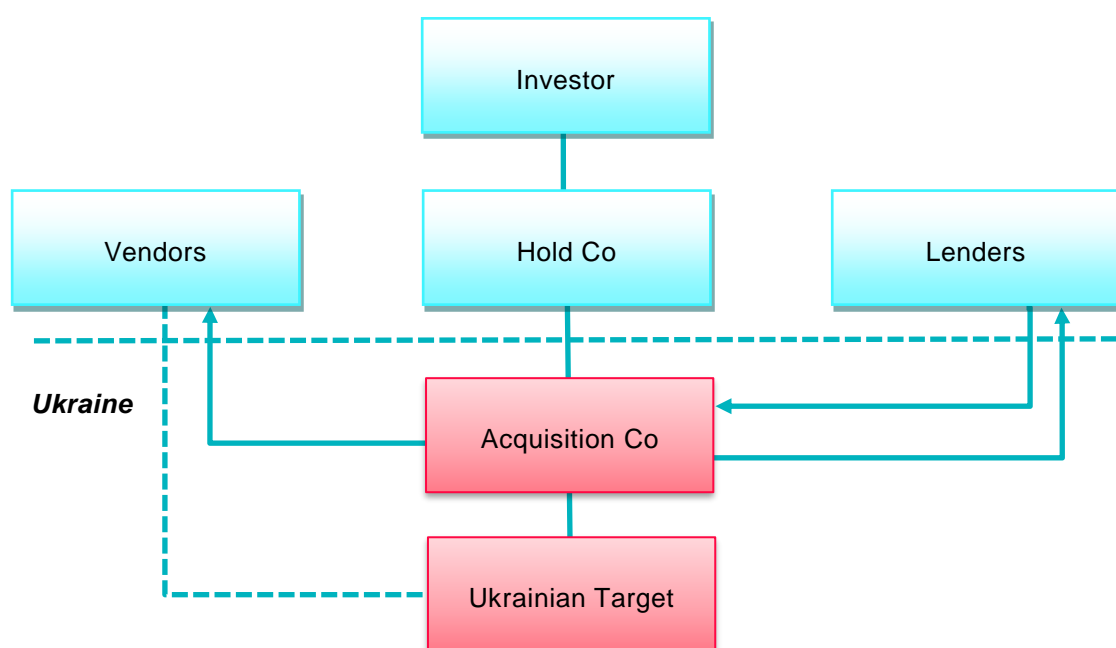 Investor
Vendors
Hold Co
Lenders
Ukraine
Acquisition Co
Ukrainian Target